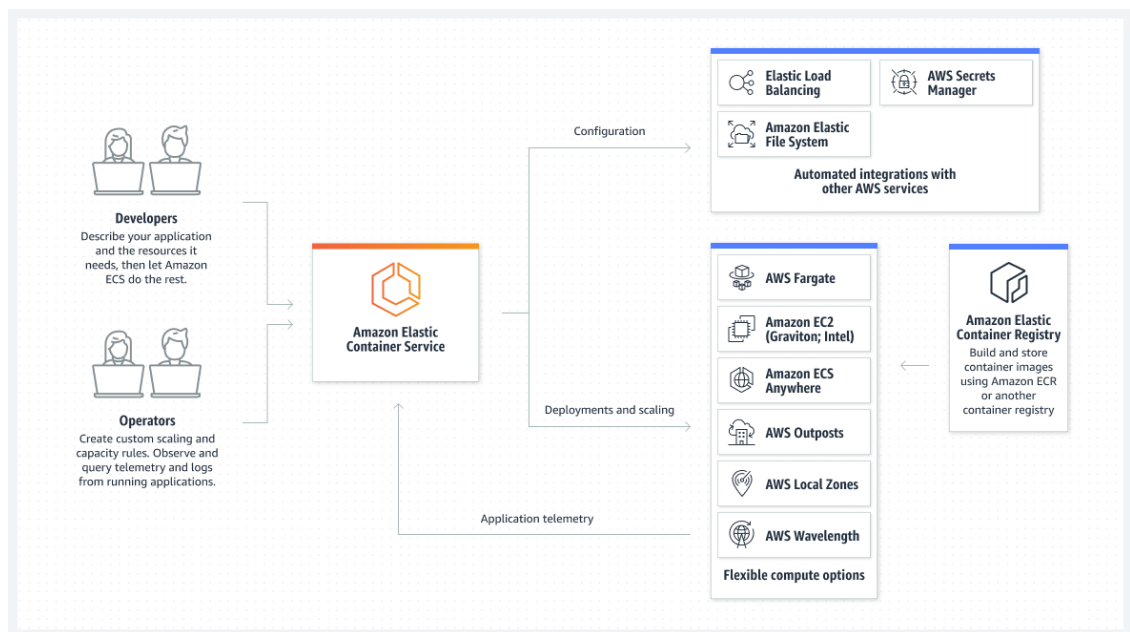 Developers
Describe your application
and the resources it
needs, then let Amazon
ECS do the rest.
Operators
Create custom scaling and
capacity rules. Observe and
query telemetry and logs
from running applications.
Amazon Elastic
Container Service
Configuration
Deployments and scaling
Application telemetry
Elastic Load
Balancing
AWS Secrets
Manager
Amazon Elastic
File System
Automated integrations with
other AWS services
AWS Fargate
Amazon EC2
(Graviton; Intel)
Amazon ECS
Anywhere
AWS Outposts
AWS Local Zones
AWS Wavelength
Flexible compute options
Amazon Elastic
Container Registry
Build and store
container images
using Amazon ECR
or another
container registry